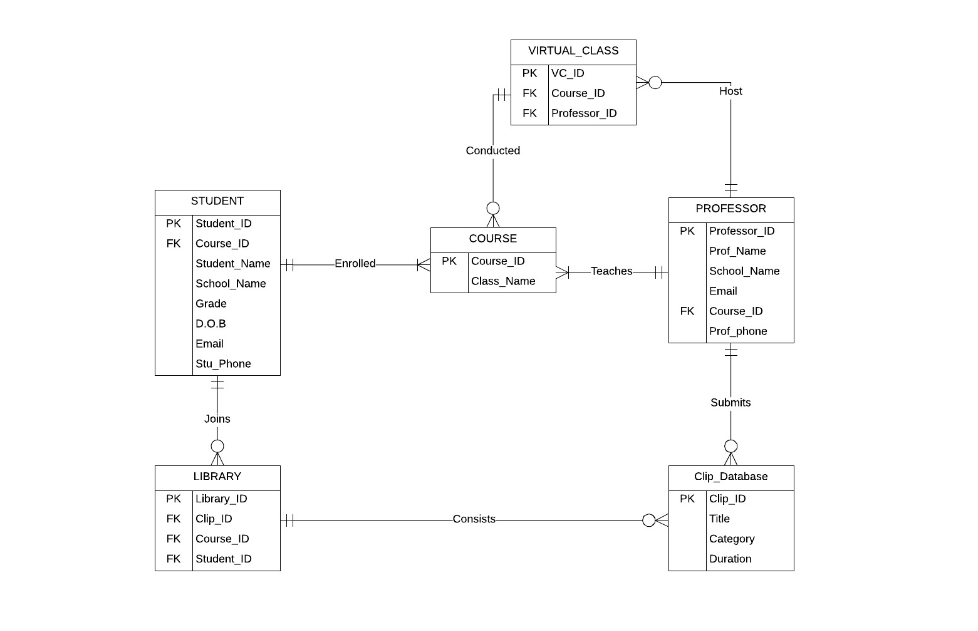 VIRTUAL_CLASS
PK VC_ID
FK Course_ID
FK Professor_ID
Host
Conducted
STUDENT
PK Student_ID
FK Course_ID
Student_Name
School_Name
Grade
D.O.B
Email
Stu_Phone
Enrolled
COURSE
PK Course_ID
Class_Name
Teaches
PROFESSOR
PK Professor_ID
Prof_Name
School_Name
Email
FK Course_ID
Prof_phone
Joins
Submits
LIBRARY
PK Library_ID
FK Clip_ID
FK Course_ID
FK Student_ID
Consists
Clip_Database
PK Clip_ID
Title
Category
Duration